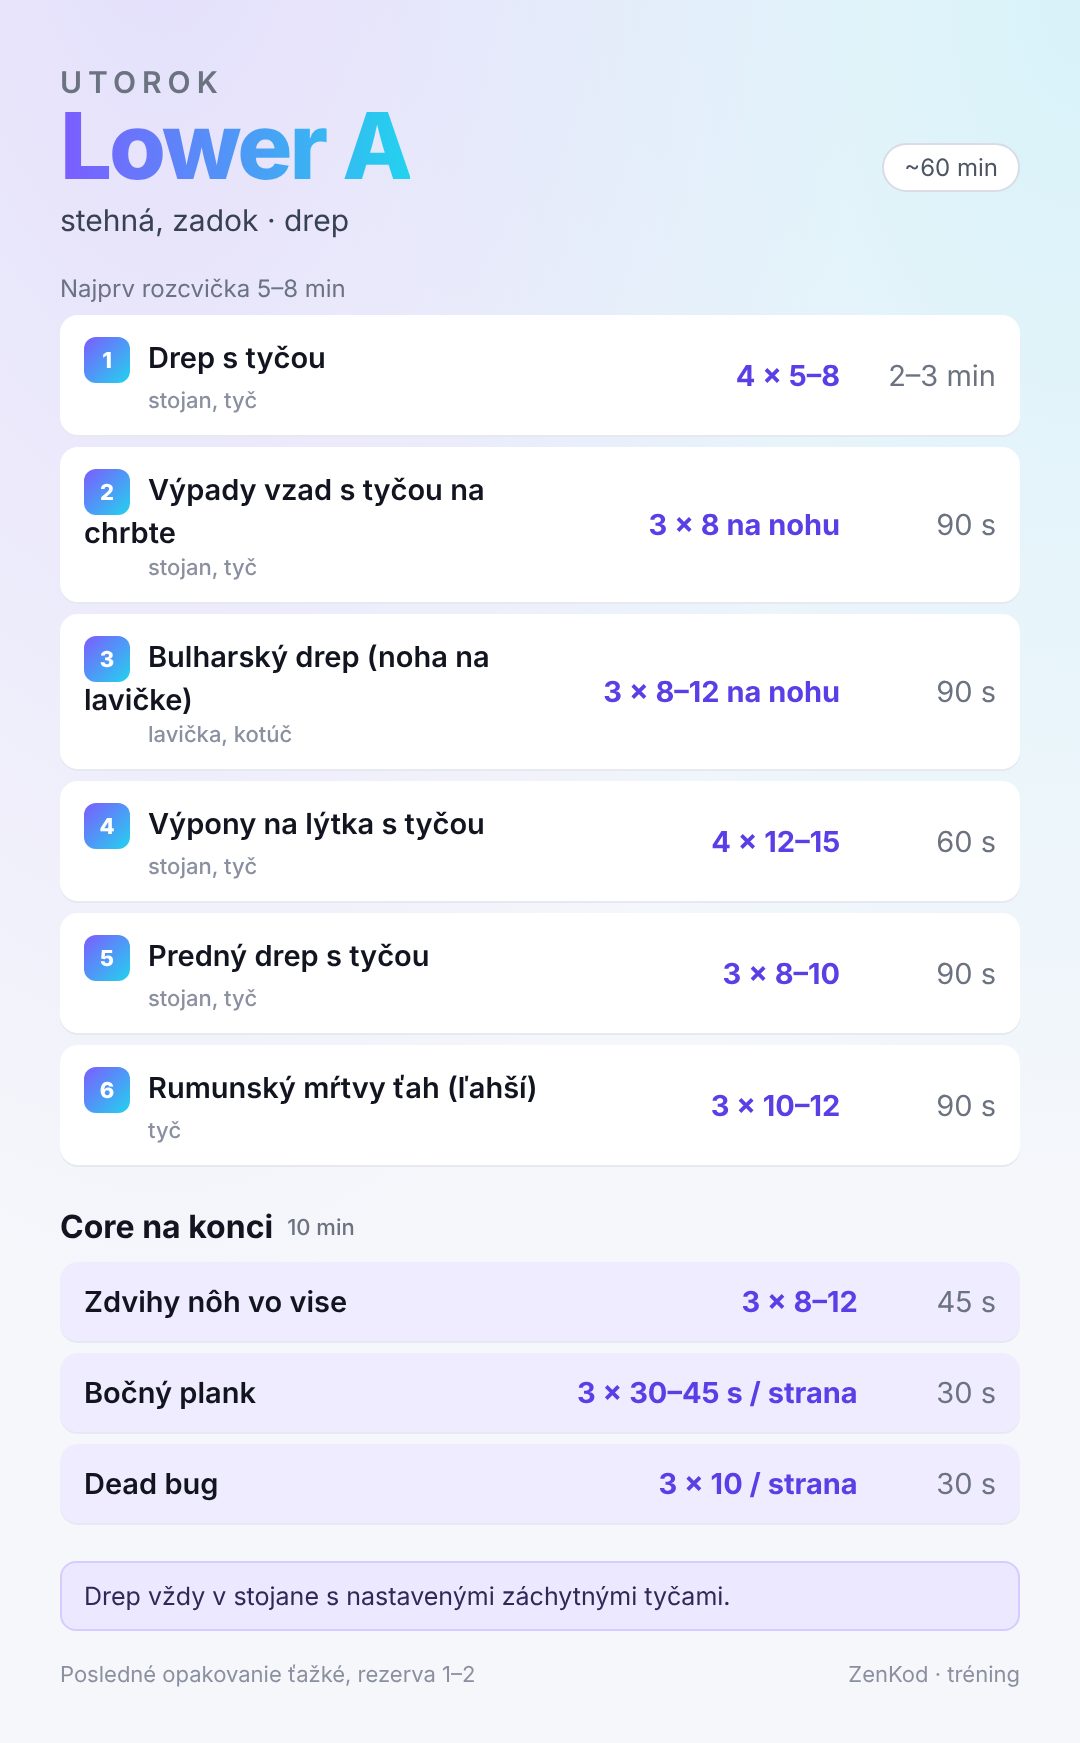 UTOROK
Lower A
~60 min
stehná, zadok · drep
Najprv rozcvička 5–8 min
1 Drep s tyčou
stojan, tyč
4 × 5–8 2–3 min
2 Výpady vzad s tyčou na
chrbte
stojan, tyč
3 × 8 na nohu 90 s
3 Bulharský drep (noha na
lavičke)
lavička, kotúč
3 × 8–12 na nohu 90 s
4 Výpony na lýtka s tyčou
stojan, tyč
4 × 12–15 60 s
5 Predný drep s tyčou
stojan, tyč
3 × 8–10 90 s
6 Rumunský mŕtvy ťah (ľahší)
tyč
3 × 10–12 90 s
Core na konci 10 min
Zdvihy nôh vo vise 3 × 8–12 45 s
Bočný plank 3 × 30–45 s / strana 30 s
Dead bug 3 × 10 / strana 30 s
Drep vždy v stojane s nastavenými záchytnými tyčami.
Posledné opakovanie ťažké, rezerva 1–2 ZenKod · tréning